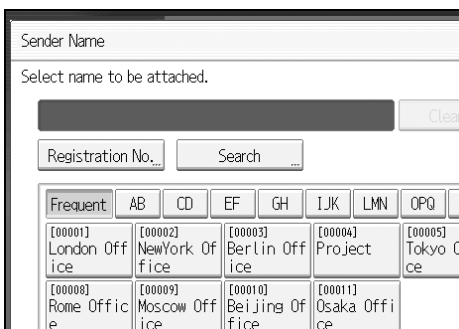 Sender Name
Select name to be attached.
Clea
Registration No... Search ...
Frequent AB CD EF GH IJK LMN OPQ
[00001] [00002] [00003] [00004] [00005]
London Off NewYork Of Berlin Off Project Tokyo O
ice fice ice ce
[00008] [00009] [00010] [00011]
Rome Offic Moscow Off Beijing Of Osaka Offi
e ice ffice ce